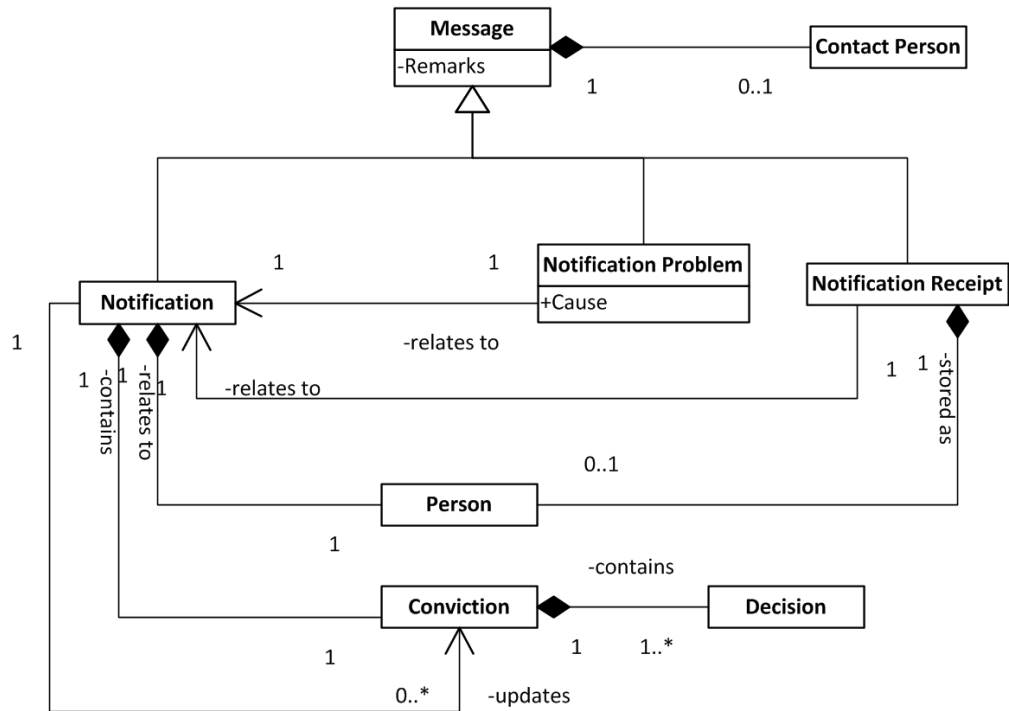 Message
-Remarks
Contact Person
1
0..1
Notification Problem
+Cause
Notification Receipt
Notification
1
1
-relates to
1
1
-contains
1
-relates to
1
-relates to
1
1
-stored as
0..1
Person
1
-contains
Conviction
Decision
1
1..*
1
0..*
-updates